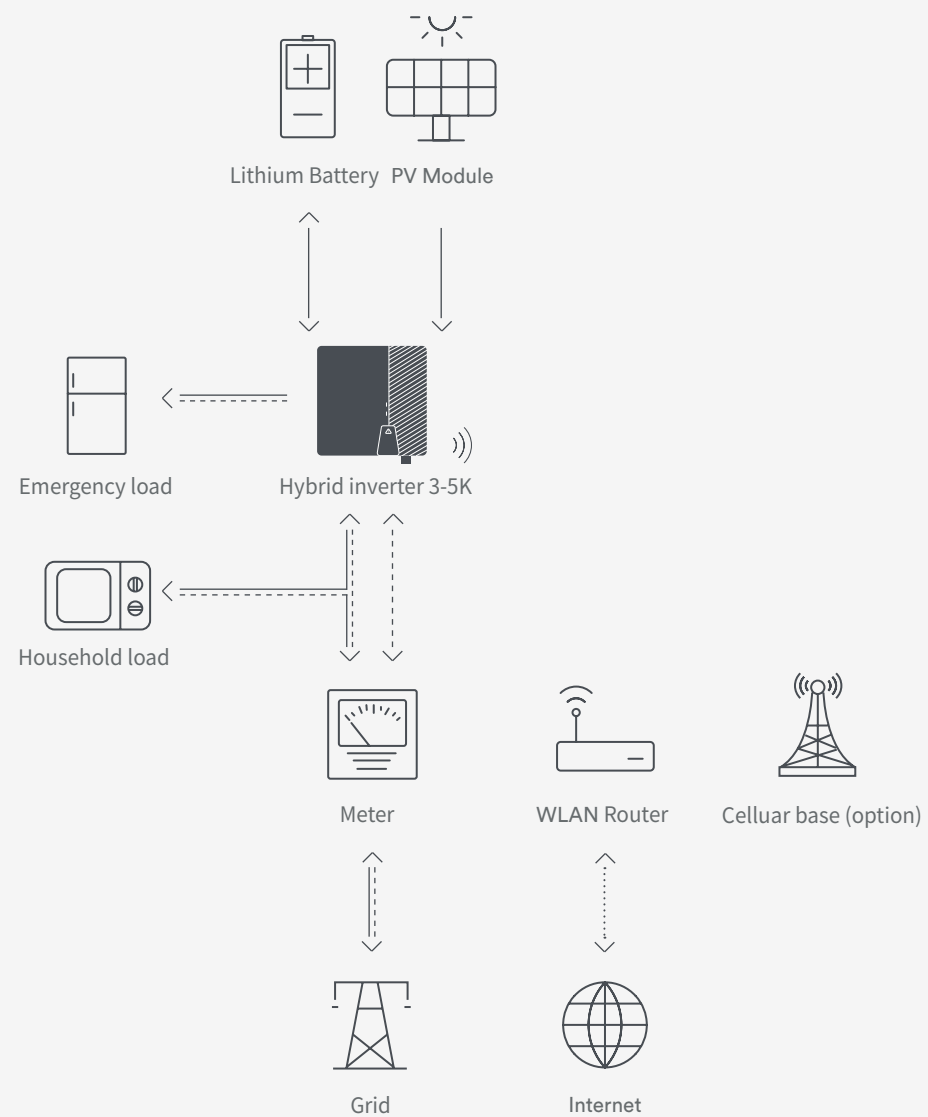 Lithium Battery
PV Module
Emergency load
Hybrid inverter 3-5K
Household load
Meter
WLAN Router
Celluar base (option)
Grid
Internet